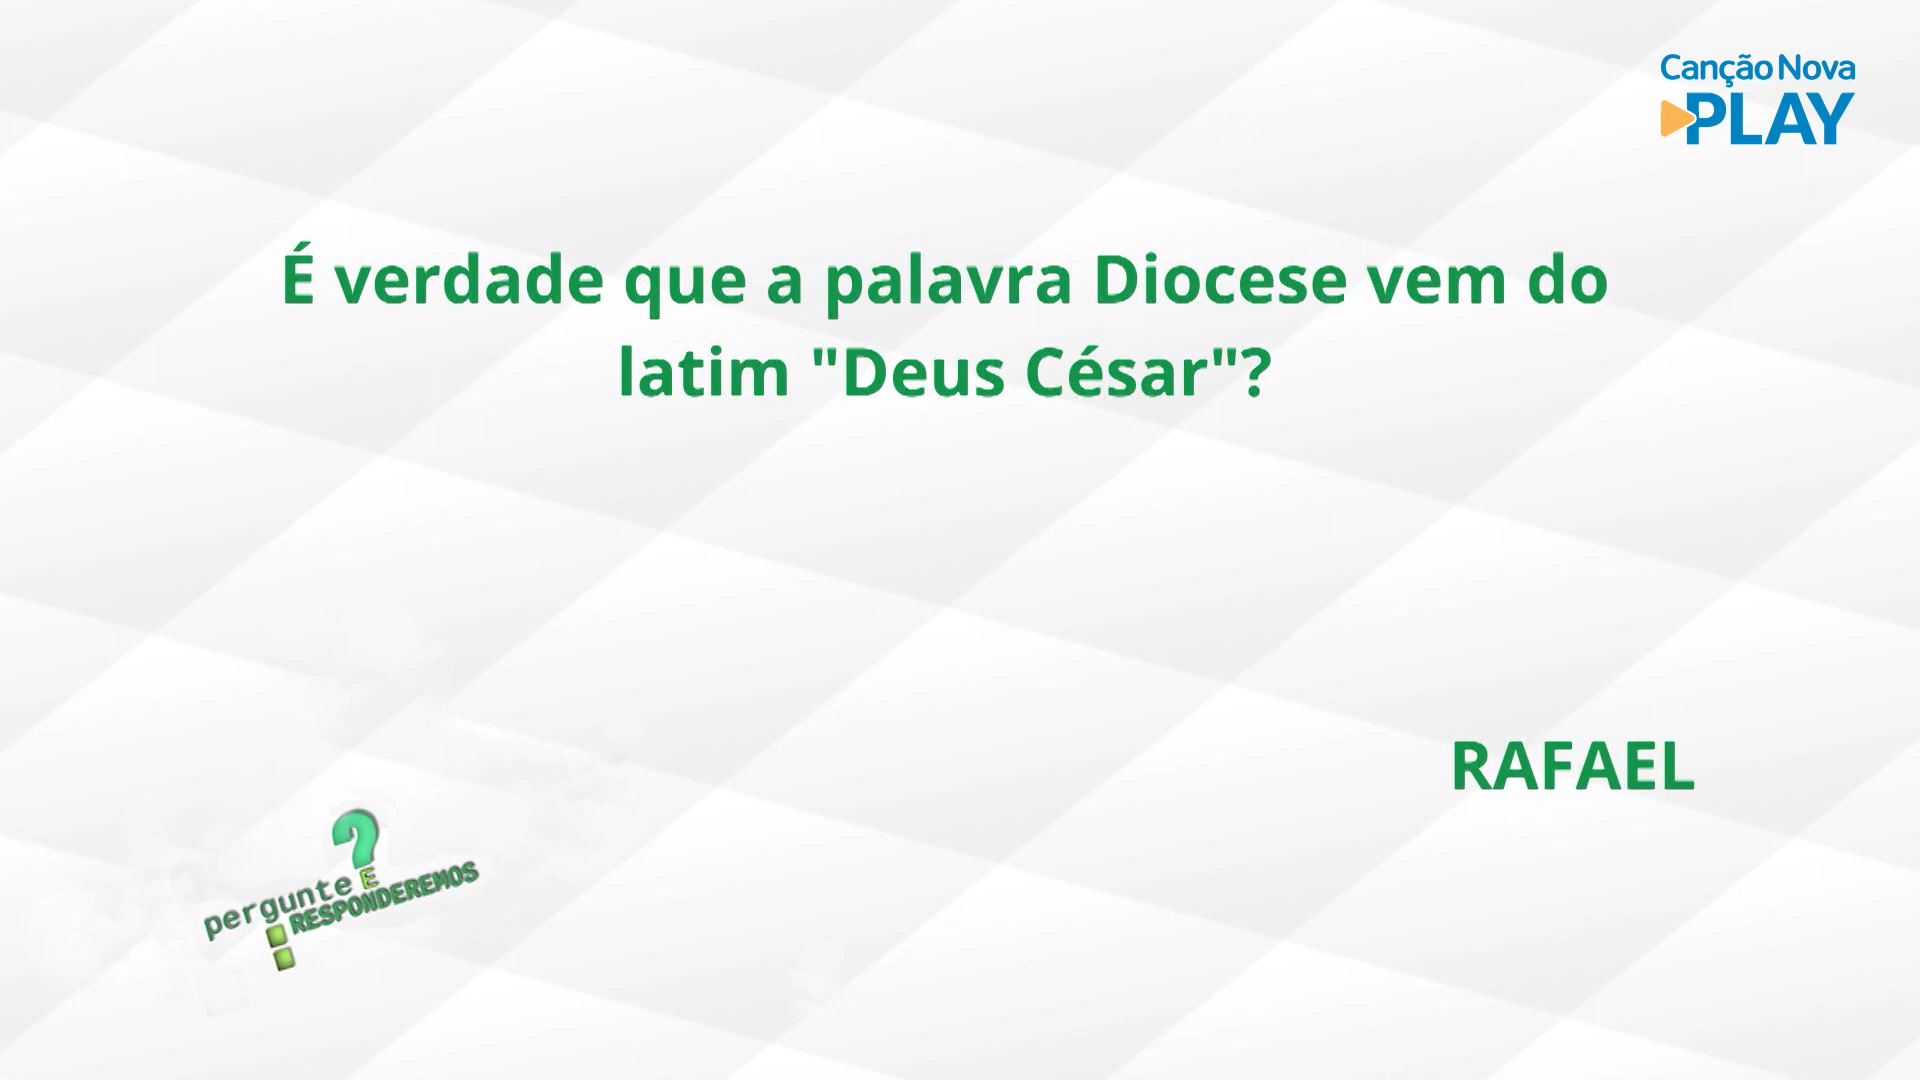 Canção Nova
PLAY
É verdade que a palavra Diocese vem do
latim "Deus César"?
RAFAEL
?
pergunte E
RESPONDEREMOS